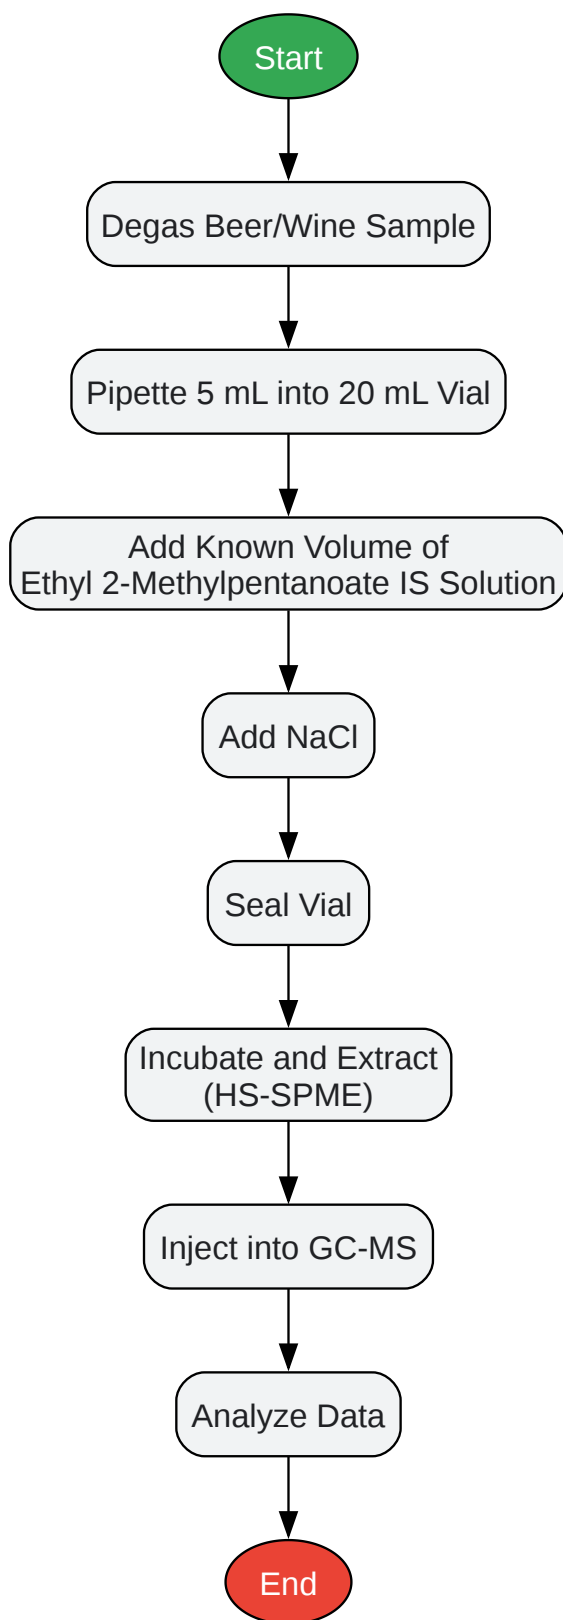 Start
Degas Beer/Wine Sample
Pipette 5 mL into 20 mL Vial
Add Known Volume of
Ethyl 2-Methylpentanoate IS Solution
Add NaCl
Seal Vial
Incubate and Extract
(HS-SPME)
Inject into GC-MS
Analyze Data
End